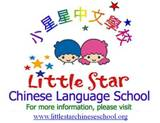 小星星中文學校
Little Star
Chinese Language School
For more information, please visit
www.littlestarchineseschool.org